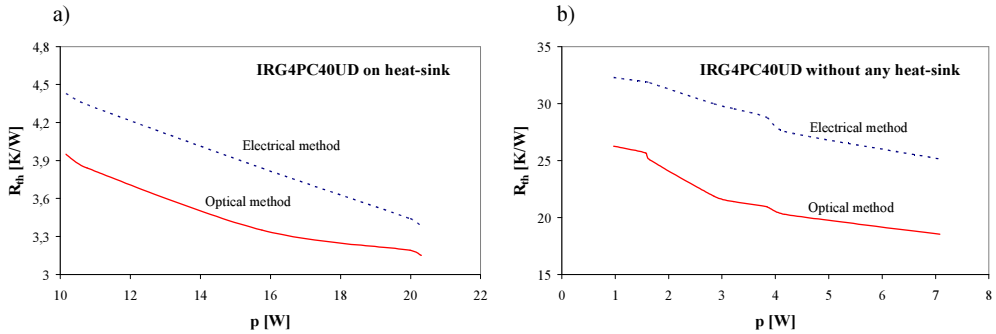 a)
4,8
4,5
4,2
3,9
3,6
3,3
3
R_th [K/W]
IRG4PC40UD on heat-sink
Electrical method
Optical method
10 12 14 16 18 20 22
p [W]
b)
35
30
25
20
15
R_th [K/W]
IRG4PC40UD without any heat-sink
Electrical method
Optical method
0 1 2 3 4 5 6 7 8
p [W]